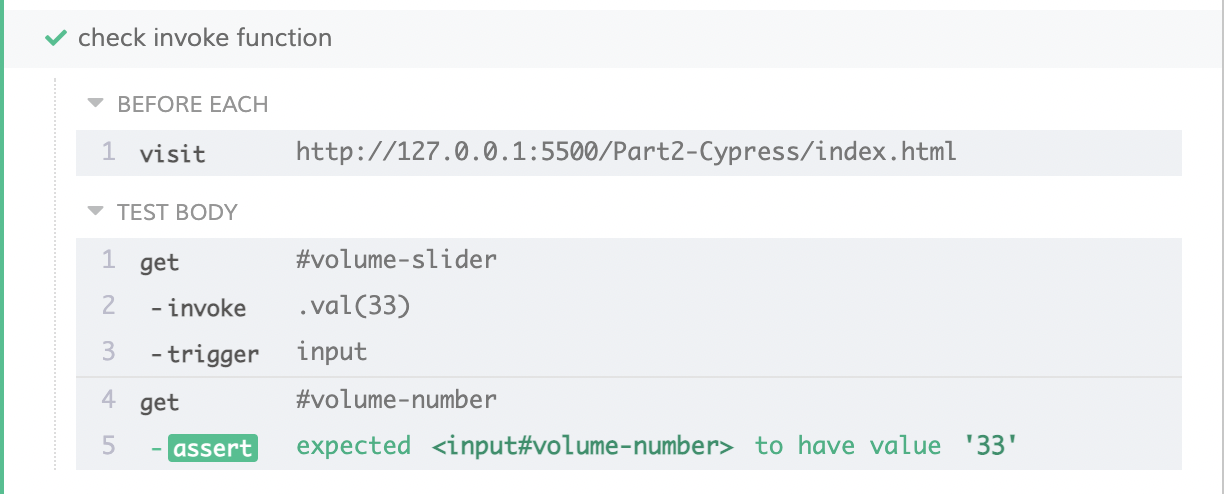 check invoke function
BEFORE EACH
1 visit http://127.0.0.1:5500/Part2-Cypress/index.html
TEST BODY
1 get #volume-slider
2 -invoke .val(33)
3 -trigger input
4 get #volume-number
5 -assert expected <input#volume-number> to have value '33'